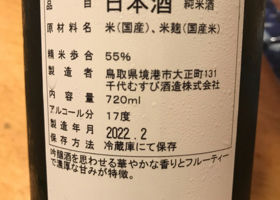 品目 日本酒 純米酒
原材料名 米(国産)、米麹(国産米)
精米歩合 55%
製造者 鳥取県境港市大正町131
千代むすび酒造株式会社
内容量 720ml
アルコール分 17度
製造年月 2022.2
保存方法 冷蔵庫にて保存
吟醸酒を思わせる華やかな香りとフルーティー
で濃厚な甘みが特徴。